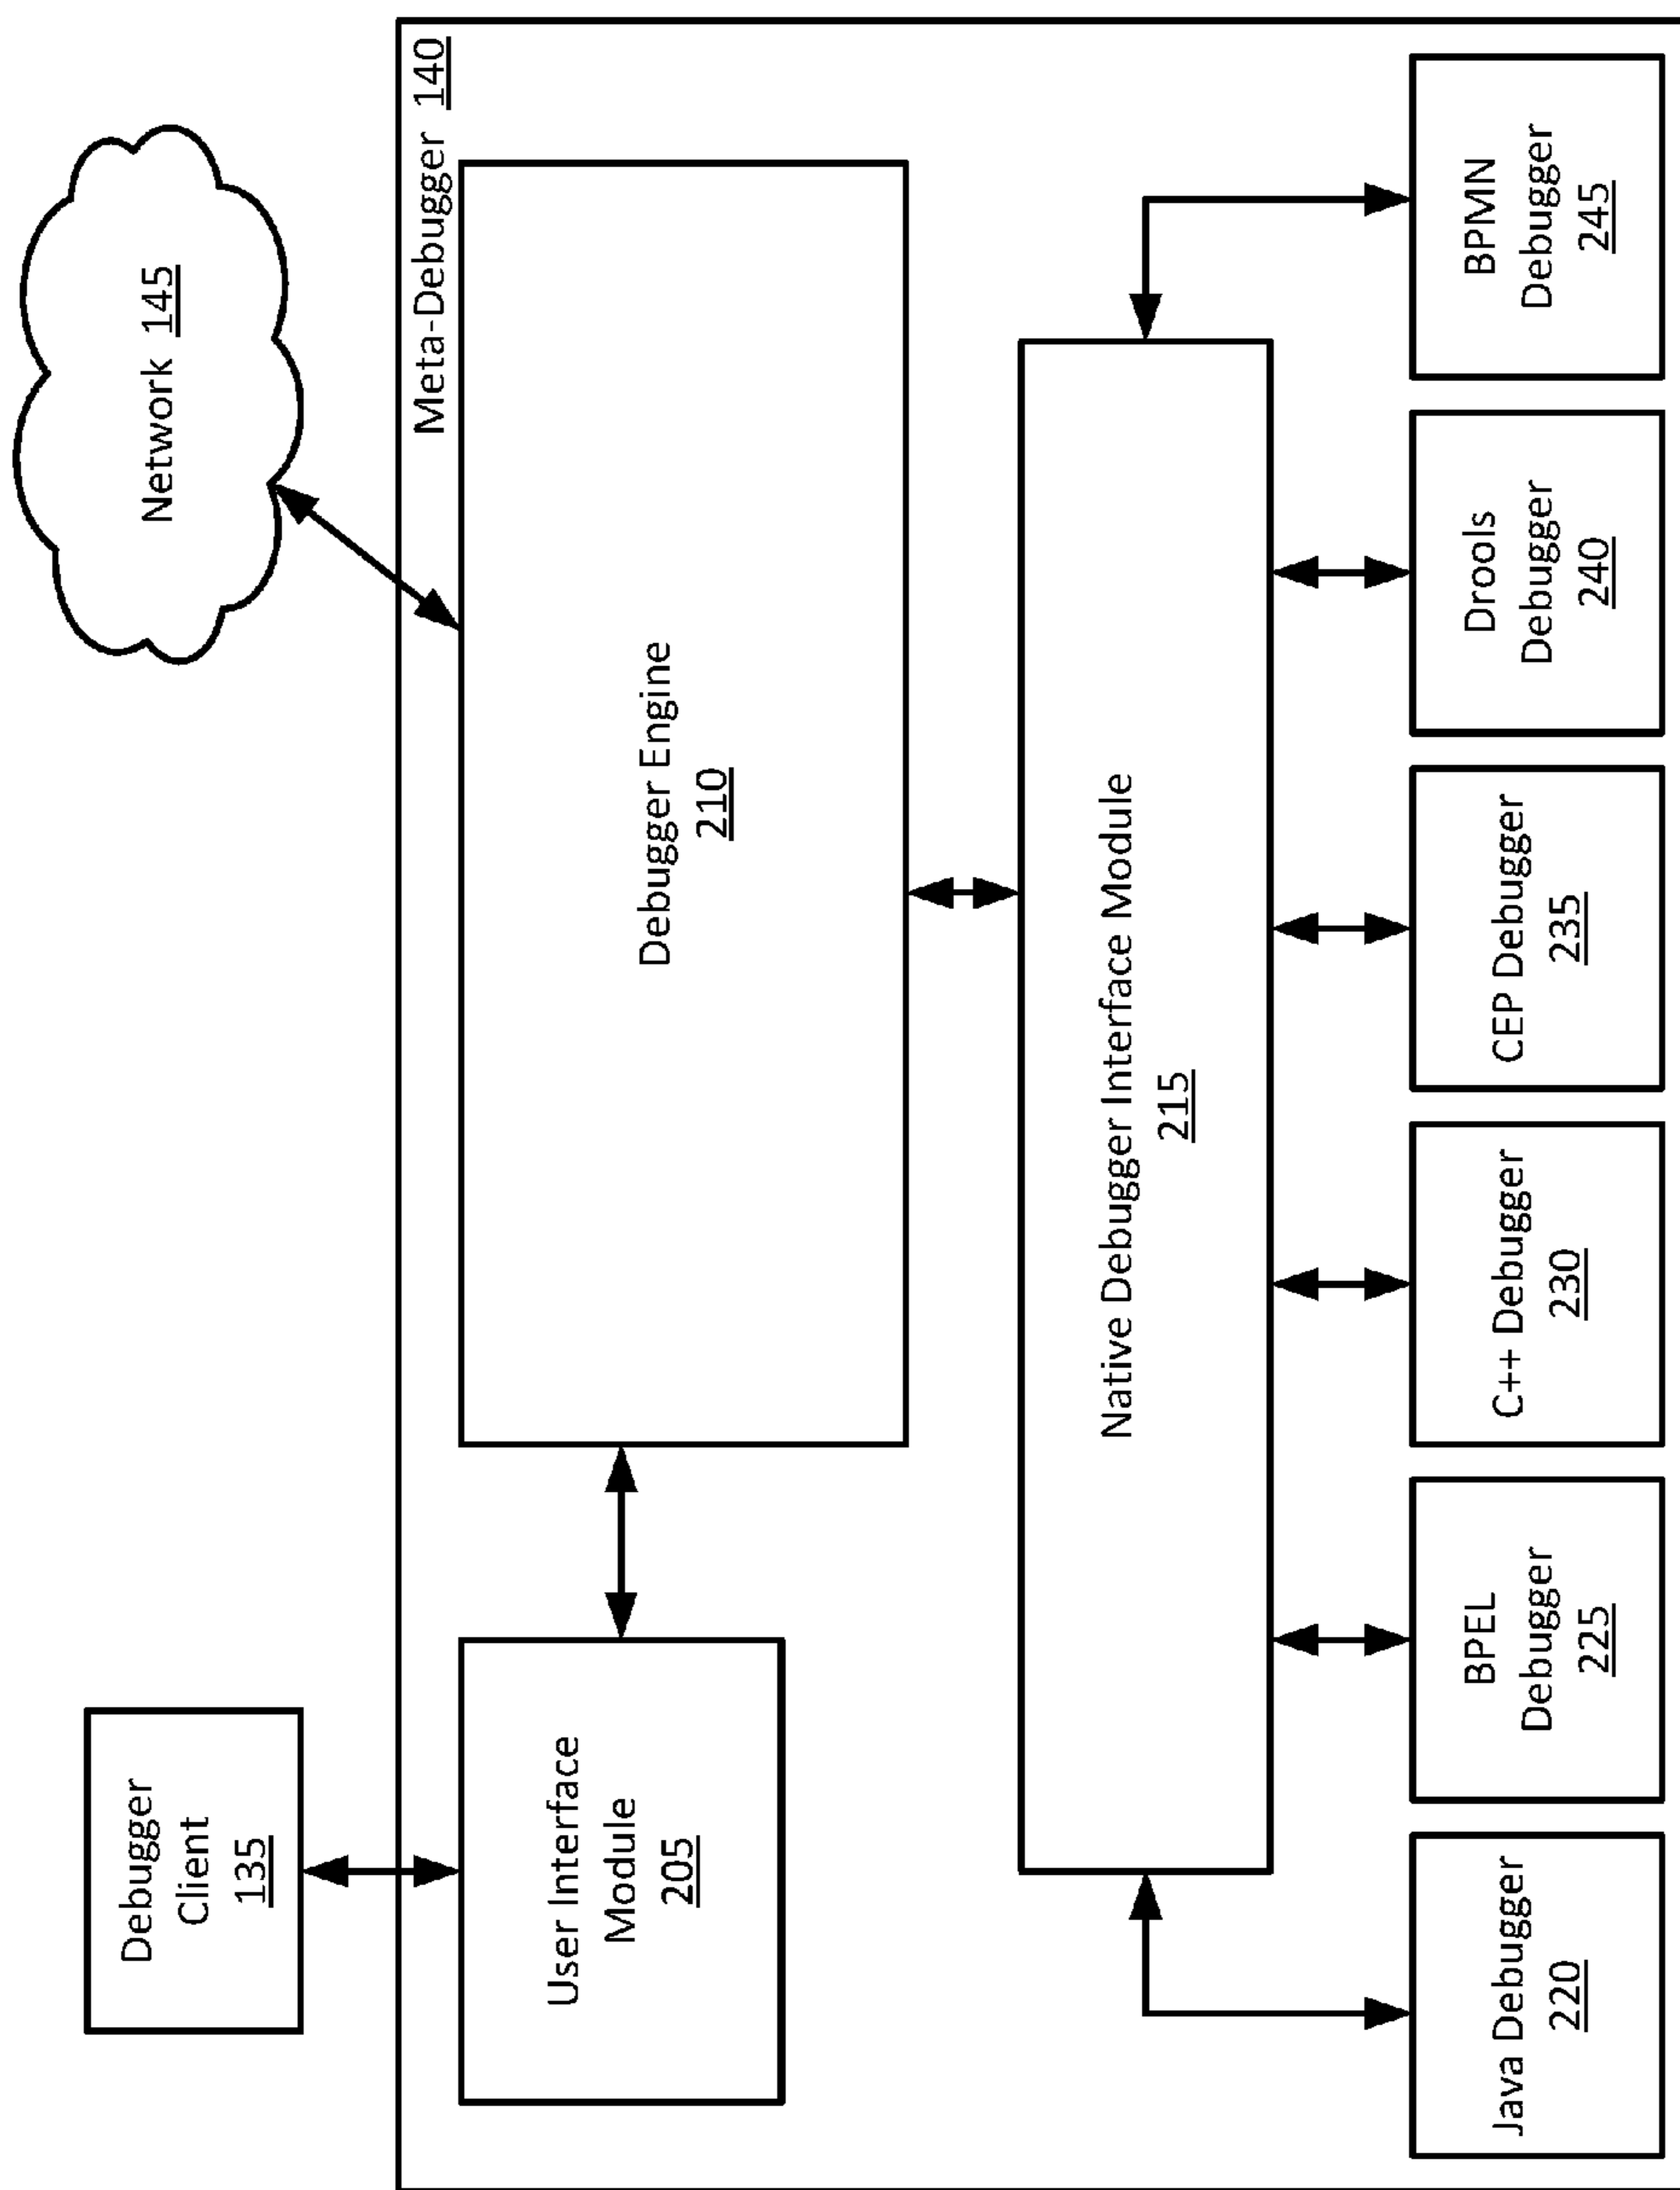 Debugger
Client
135
Network 145
Meta-Debugger 140
User Interface
Module
205
Debugger Engine
210
Native Debugger Interface Module
215
Java Debugger
220
BPEL
Debugger
225
C++ Debugger
230
CEP Debugger
235
Drools
Debugger
240
BPMN
Debugger
245